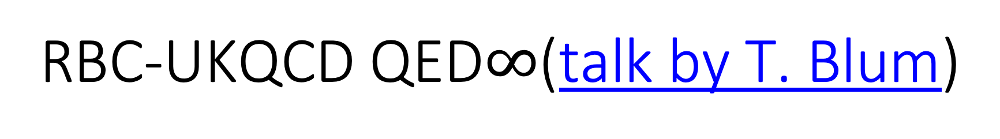 RBC-UKQCD QED∞(talk by T. Blum)